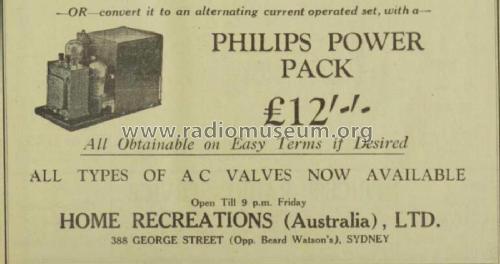 —OR—convert it to an alternating current operated set, with a—
PHILIPS POWER
PACK
£12/-/-
www.radiomuseum.org
All Obtainable on Easy Terms if Desired
ALL TYPES OF AC VALVES NOW AVAILABLE
Open Till 9 p.m. Friday
HOME RECREATIONS (Australia), LTD.
388 GEORGE STREET (Opp. Beard Watson's), SYDNEY